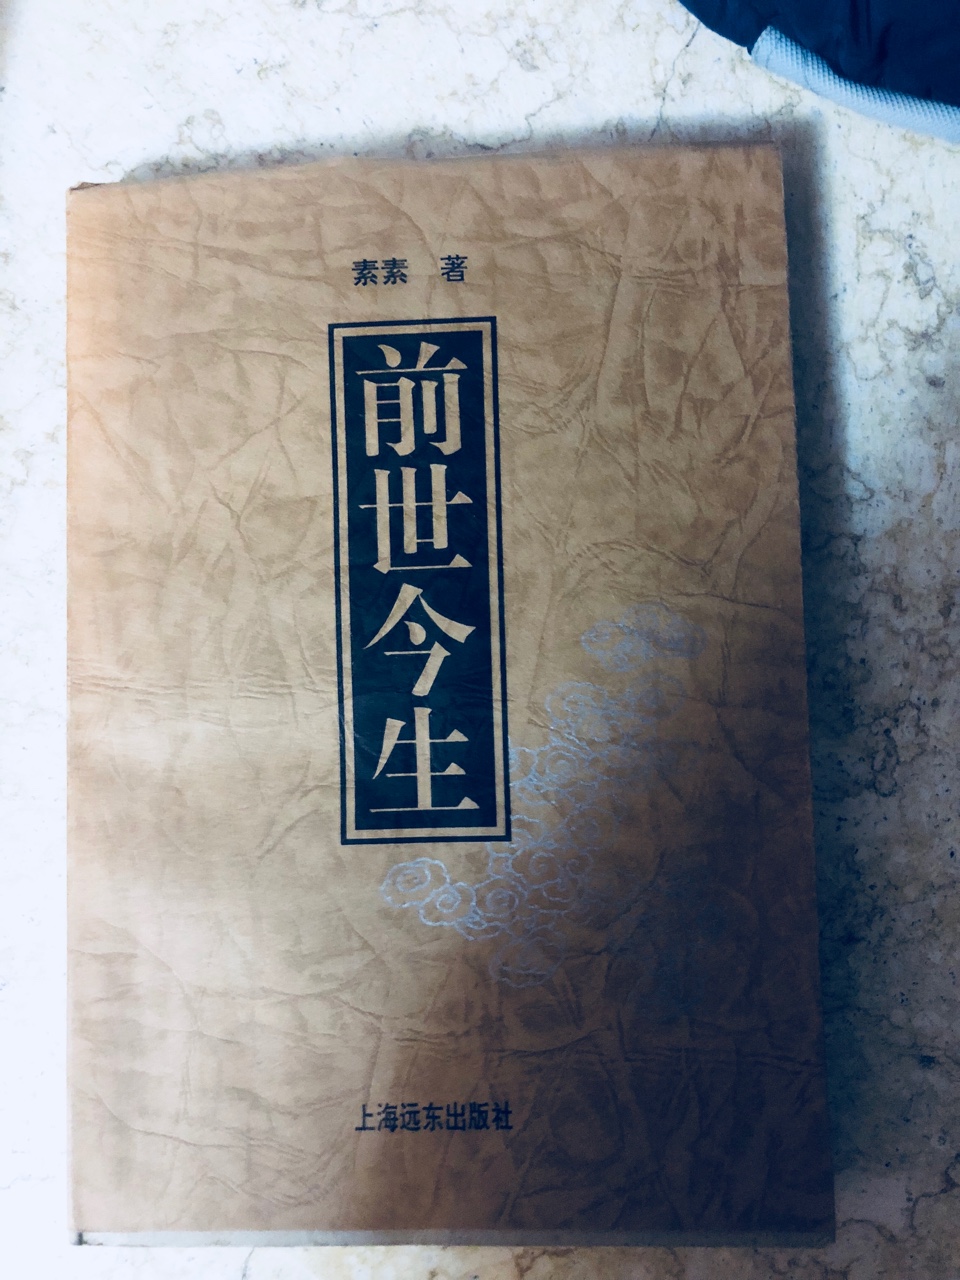 素素 著
前世今生
上海远东出版社